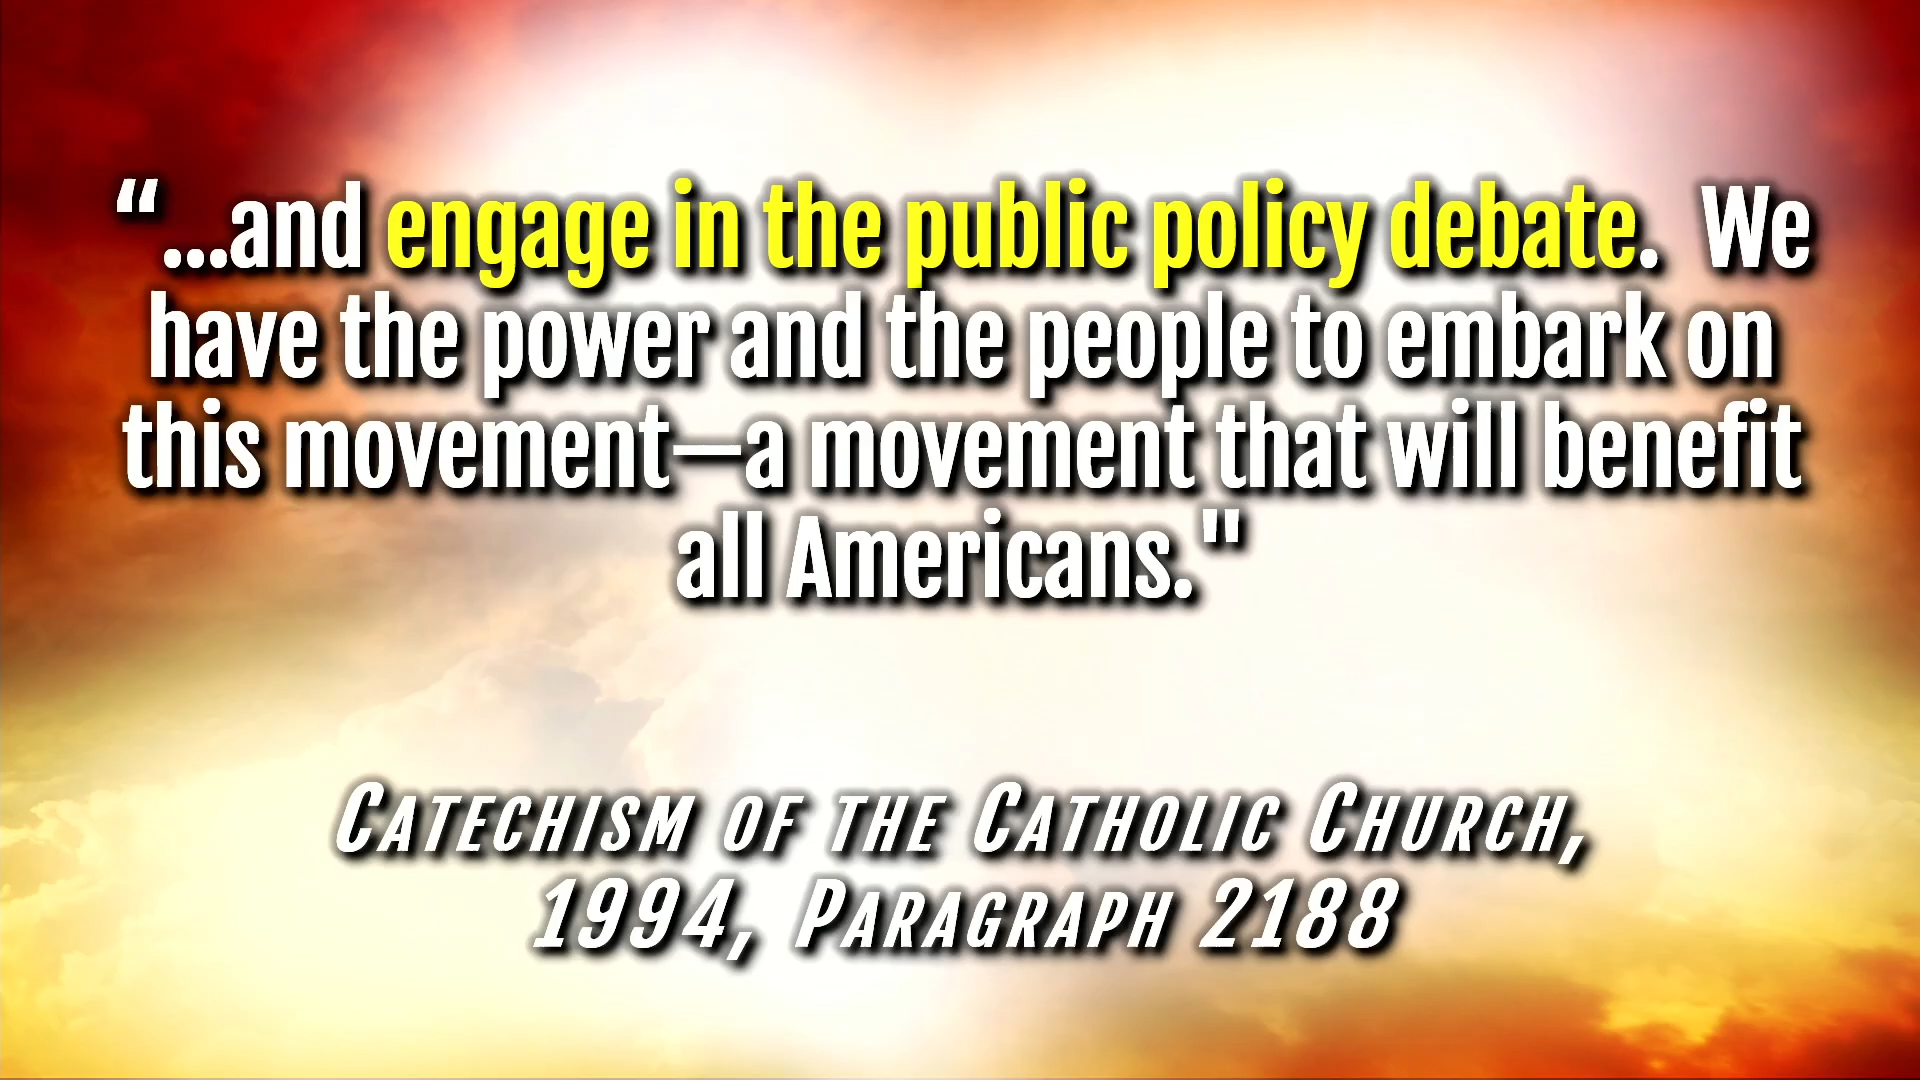 “…and engage in the public policy debate.  We
have the power and the people to embark on
this movement—a movement that will benefit
all Americans."
Catechism of the Catholic Church,
1994, Paragraph 2188